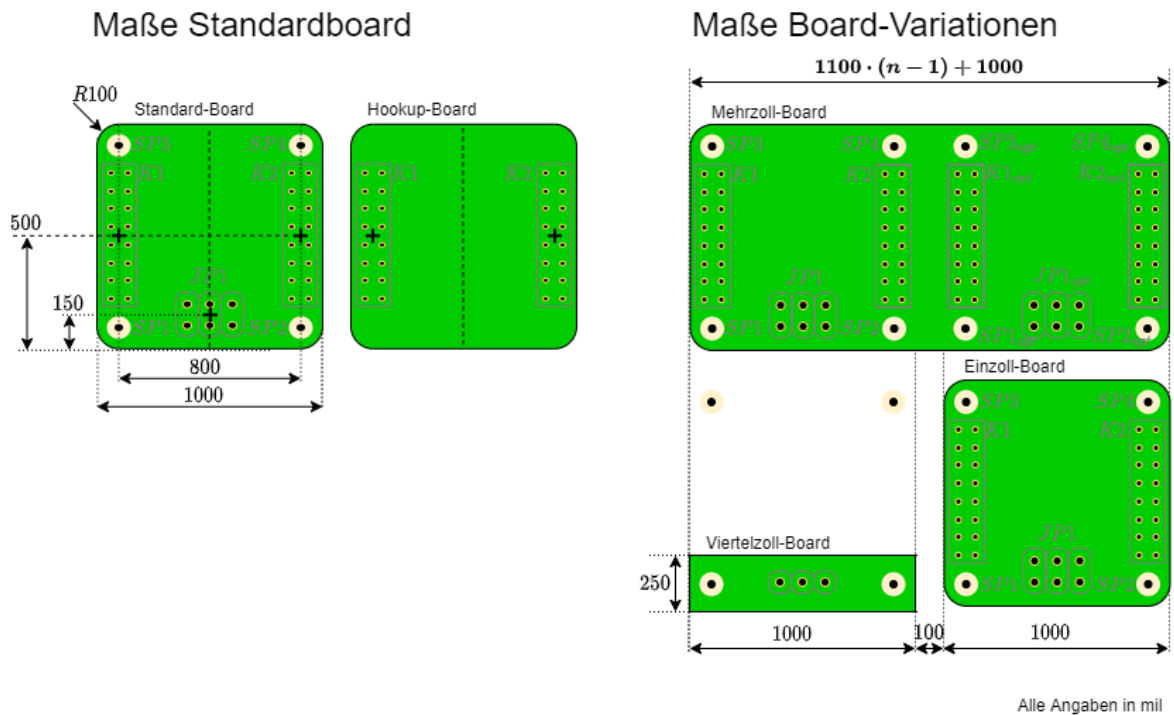 Maße Standardboard
Maße Board-Variationen
1100 · (n − 1) + 1000
R100
Standard-Board
Hookup-Board
Mehrzoll-Board
SP3
SP4
K1
K2
K1
K2
SP3
SP4
SP3opt
SP4opt
K1
K2
K1opt
K2opt
500
150
JP1
SP1
SP2
JP1
JP1opt
SP1
SP2
SP1opt
SP2opt
800
1000
Einzoll-Board
SP3
SP4
K1
K2
JP1
SP1
SP2
Viertelzoll-Board
250
1000
100
1000
Alle Angaben in mil